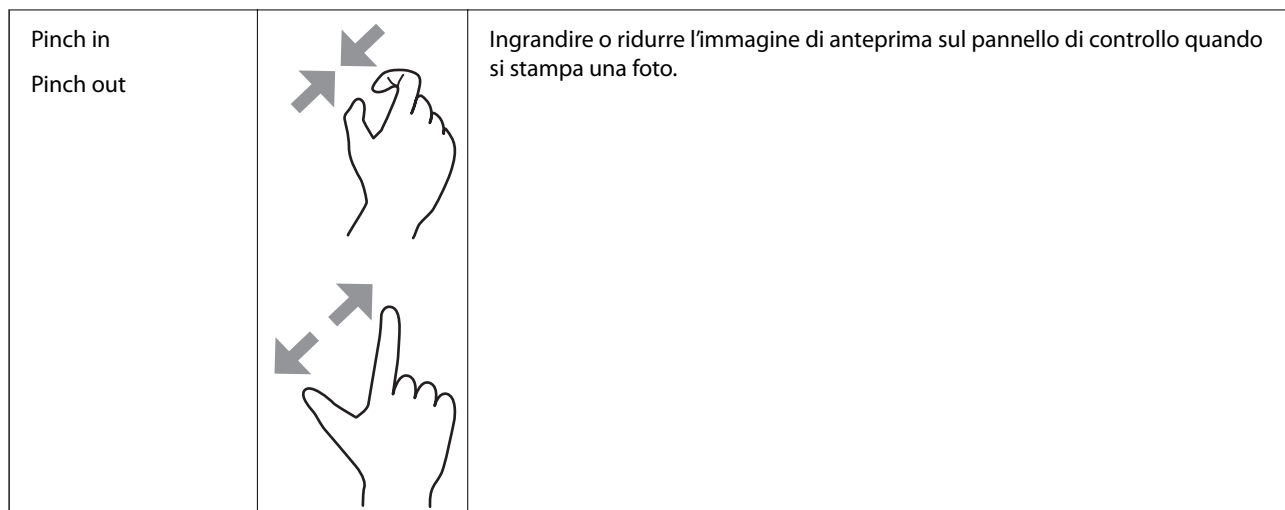 Pinch in
Pinch out
Ingrandire o ridurre l'immagine di anteprima sul pannello di controllo quando
si stampa una foto.